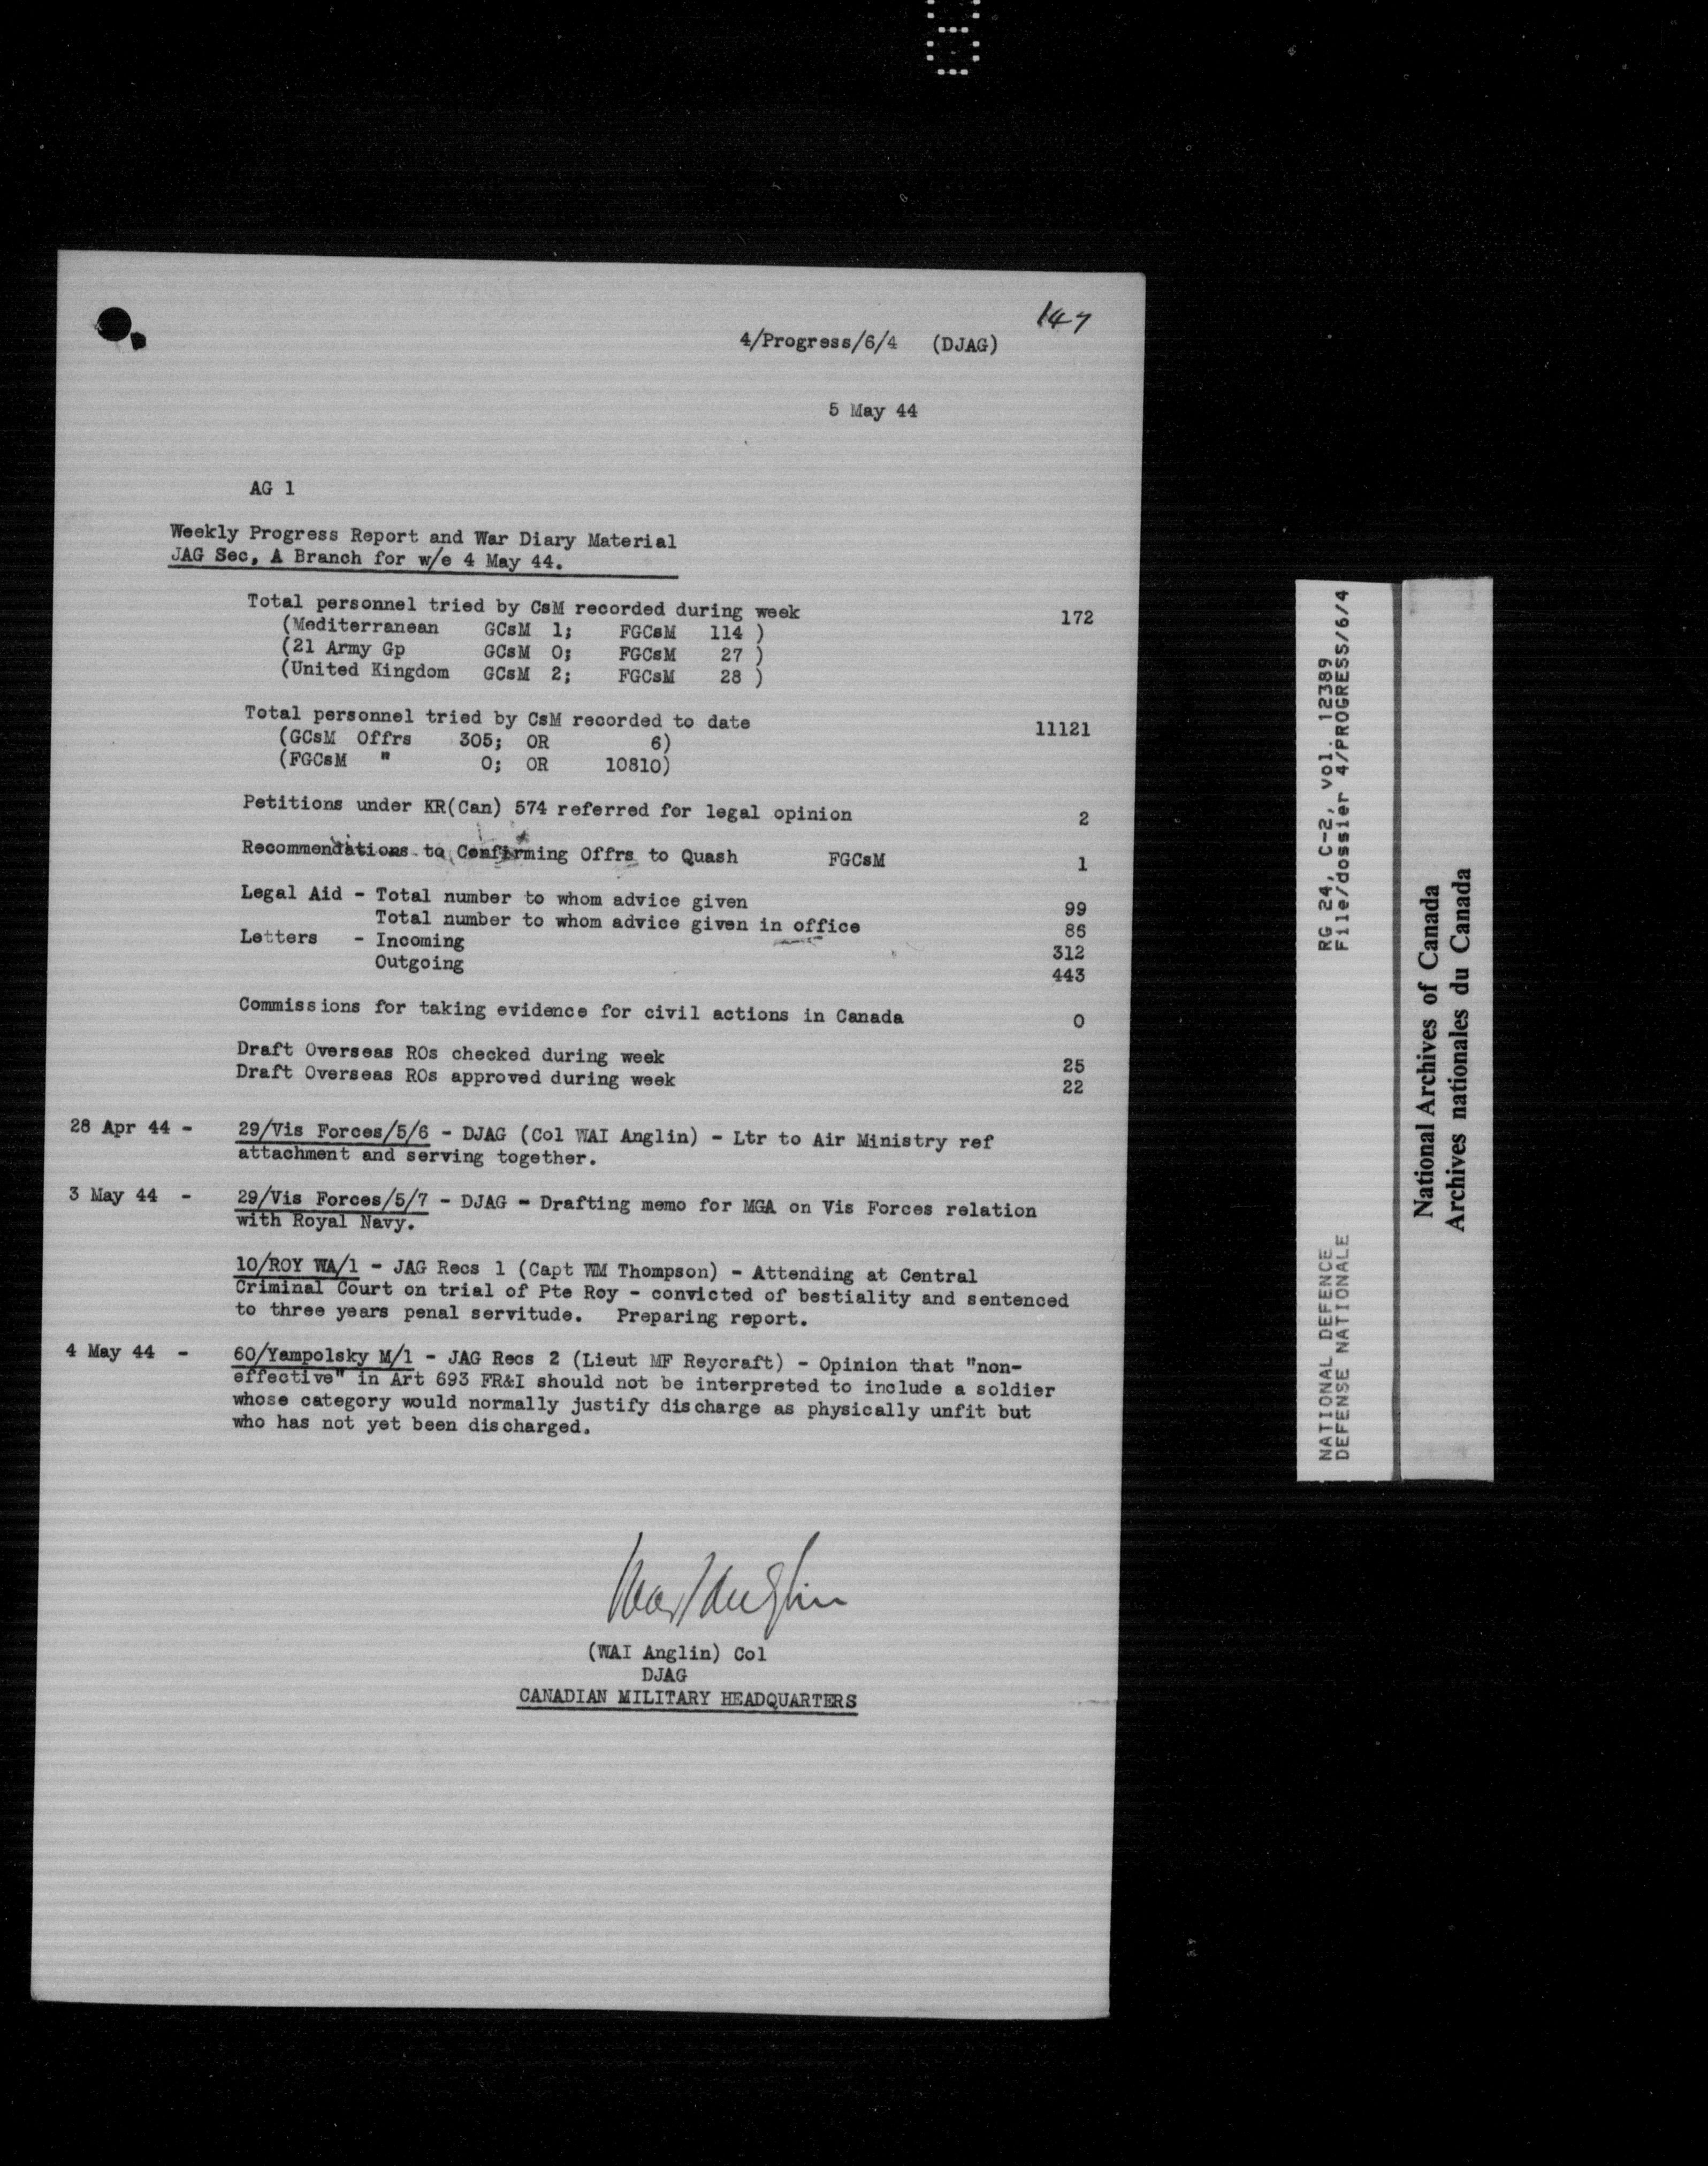 147
4/Progress/6/4 (DJAG)
5 May 44
AG 1
Weekly Progress Report and War Diary Material
JAG Sec, A Branch for w/e 4 May 44.
Total personnel tried by CsM recorded during week 172
(Mediterranean GCsM 1; FGCsM 114 )
(21 Army Gp GCsM 0; FGCsM 27 )
(United Kingdom GCsM 2; FGCsM 28 )
Total personnel tried by CsM recorded to date 11121
(GCsM Offrs 305; OR 6)
(FGCsM " 0; OR 10810)
Petitions under KR(Can) 574 referred for legal opinion 2
Recommendations to Confirming Offrs to Quash FGCsM 1
Legal Aid - Total number to whom advice given 99
Total number to whom advice given in office 86
Letters - Incoming 312
Outgoing 443
Commissions for taking evidence for civil actions in Canada 0
Draft Overseas ROs checked during week 25
Draft Overseas ROs approved during week 22
28 Apr 44 - 29/Vis Forces/5/6 - DJAG (Col WAI Anglin) - Ltr to Air Ministry ref
attachment and serving together.
3 May 44 - 29/Vis Forces/5/7 - DJAG - Drafting memo for MGA on Vis Forces relation
with Royal Navy.
10/ROY WA/1 - JAG Recs 1 (Capt WM Thompson) - Attending at Central
Criminal Court on trial of Pte Roy - convicted of bestiality and sentenced
to three years penal servitude. Preparing report.
4 May 44 - 60/Yampolsky M/1 - JAG Recs 2 (Lieut MF Reycraft) - Opinion that "non-
effective" in Art 693 FR&I should not be interpreted to include a soldier
whose category would normally justify discharge as physically unfit but
who has not yet been discharged.
WAI Anglin
(WAI Anglin) Col
DJAG
CANADIAN MILITARY HEADQUARTERS
NATIONAL DEFENCE RG 24, C-2, vol. 12389
DEFENSE NATIONALE File/dossier 4/PROGRESS/6/4
National Archives of Canada
Archives nationales du Canada